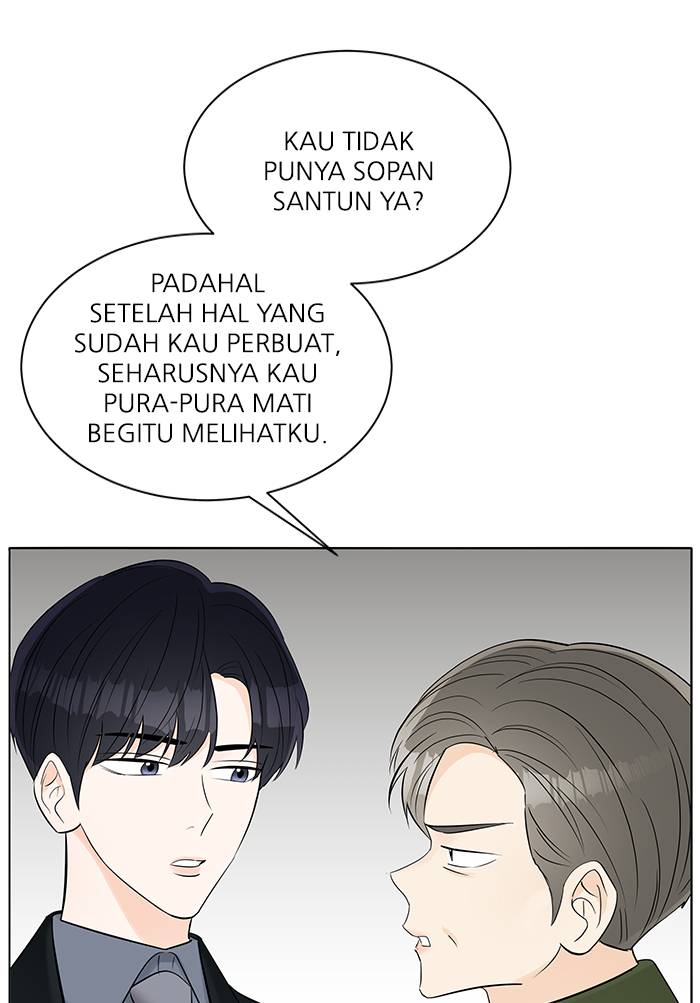 KAU TIDAK
PUNYA SOPAN
SANTUN YA?
PADAHAL
SETELAH HAL YANG
SUDAH KAU PERBUAT,
SEHARUSNYA KAU
PURA-PURA MATI
BEGITU MELIHATKU.